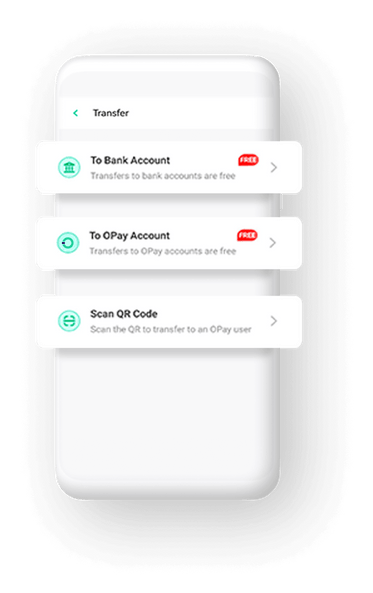 Transfer
To Bank Account FREE
Transfers to bank accounts are free
To OPay Account FREE
Transfers to OPay accounts are free
Scan QR Code
Scan the QR to transfer to an OPay user